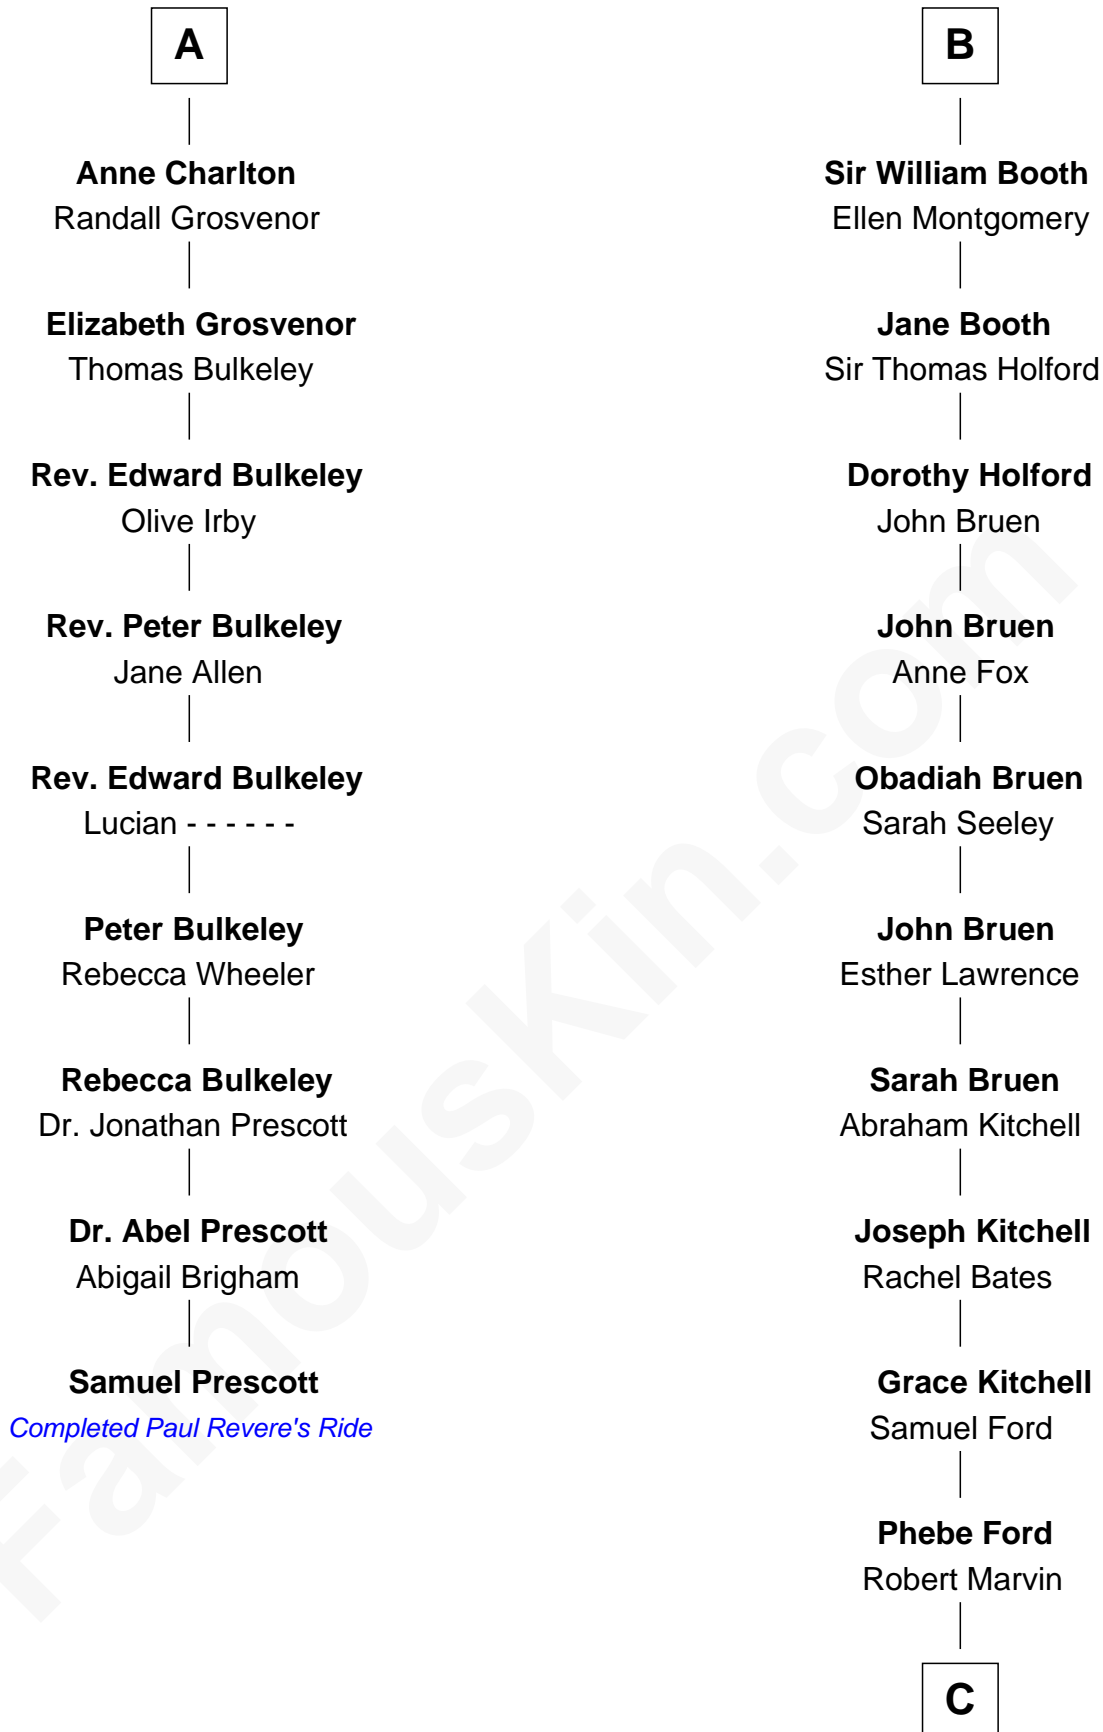 A
Anne Charlton
Randall Grosvenor
Elizabeth Grosvenor
Thomas Bulkeley
Rev. Edward Bulkeley
Olive Irby
Rev. Peter Bulkeley
Jane Allen
Rev. Edward Bulkeley
Lucian - - - - - -
Peter Bulkeley
Rebecca Wheeler
Rebecca Bulkeley
Dr. Jonathan Prescott
Dr. Abel Prescott
Abigail Brigham
Samuel Prescott
Completed Paul Revere's Ride
B
Sir William Booth
Ellen Montgomery
Jane Booth
Sir Thomas Holford
Dorothy Holford
John Bruen
John Bruen
Anne Fox
Obadiah Bruen
Sarah Seeley
John Bruen
Esther Lawrence
Sarah Bruen
Abraham Kitchell
Joseph Kitchell
Rachel Bates
Grace Kitchell
Samuel Ford
Phebe Ford
Robert Marvin
C
FamousKin.com